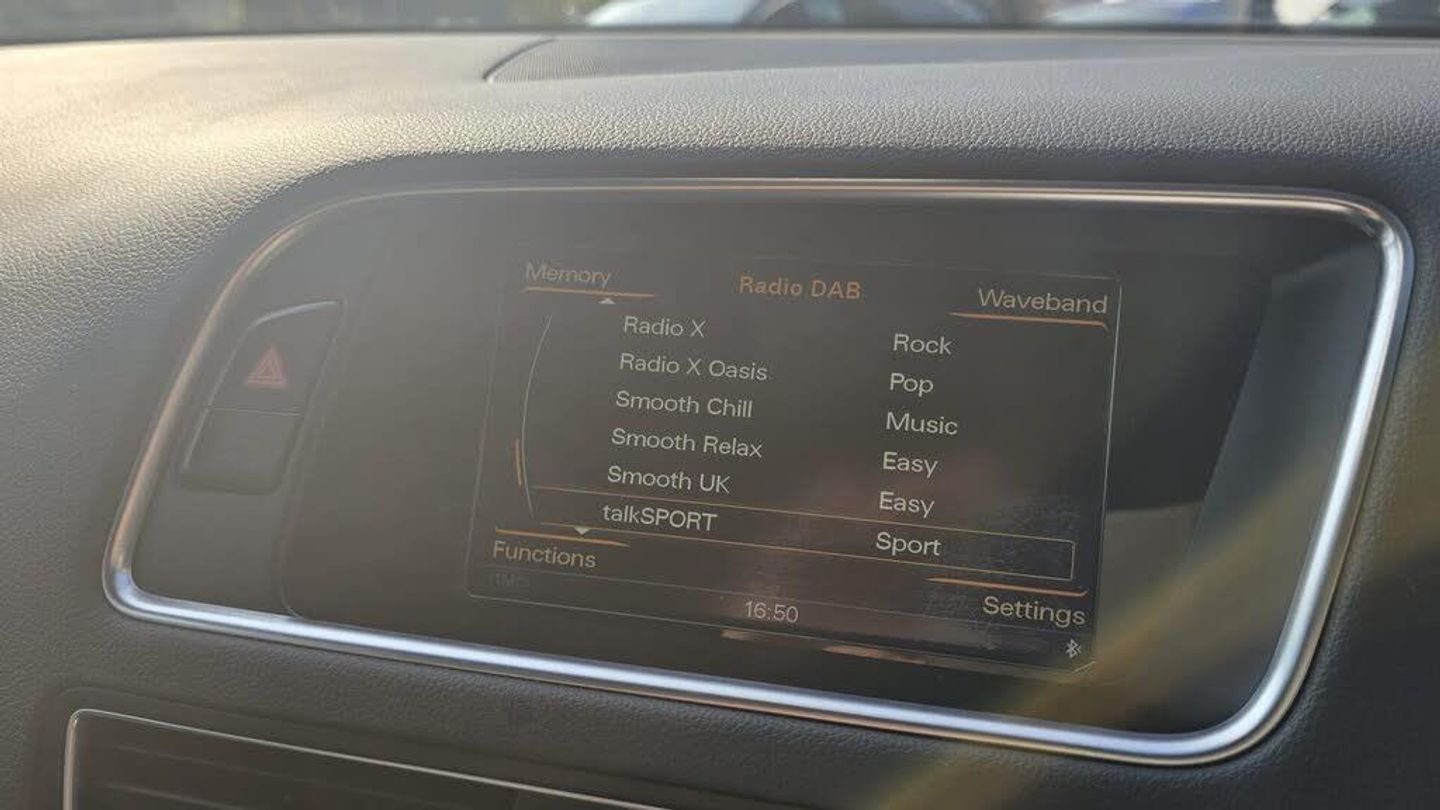 Memory Radio DAB Waveband
Radio X Rock
Radio X Oasis Pop
Smooth Chill Music
Smooth Relax Easy
Smooth UK Easy
talkSPORT Sport
Functions
16:50 Settings